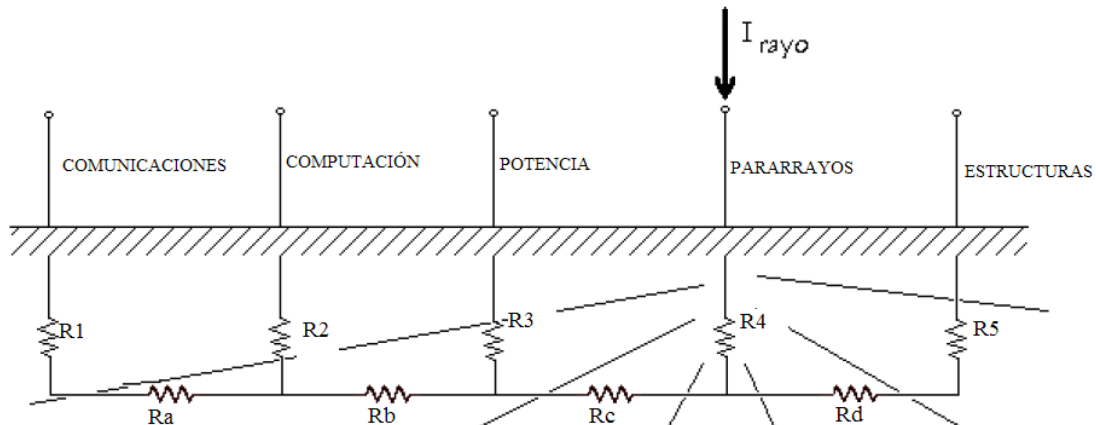 I rayo
COMUNICACIONES
COMPUTACIÓN
POTENCIA
PARARRAYOS
ESTRUCTURAS
R1
R2
R3
R4
R5
Ra
Rb
Rc
Rd